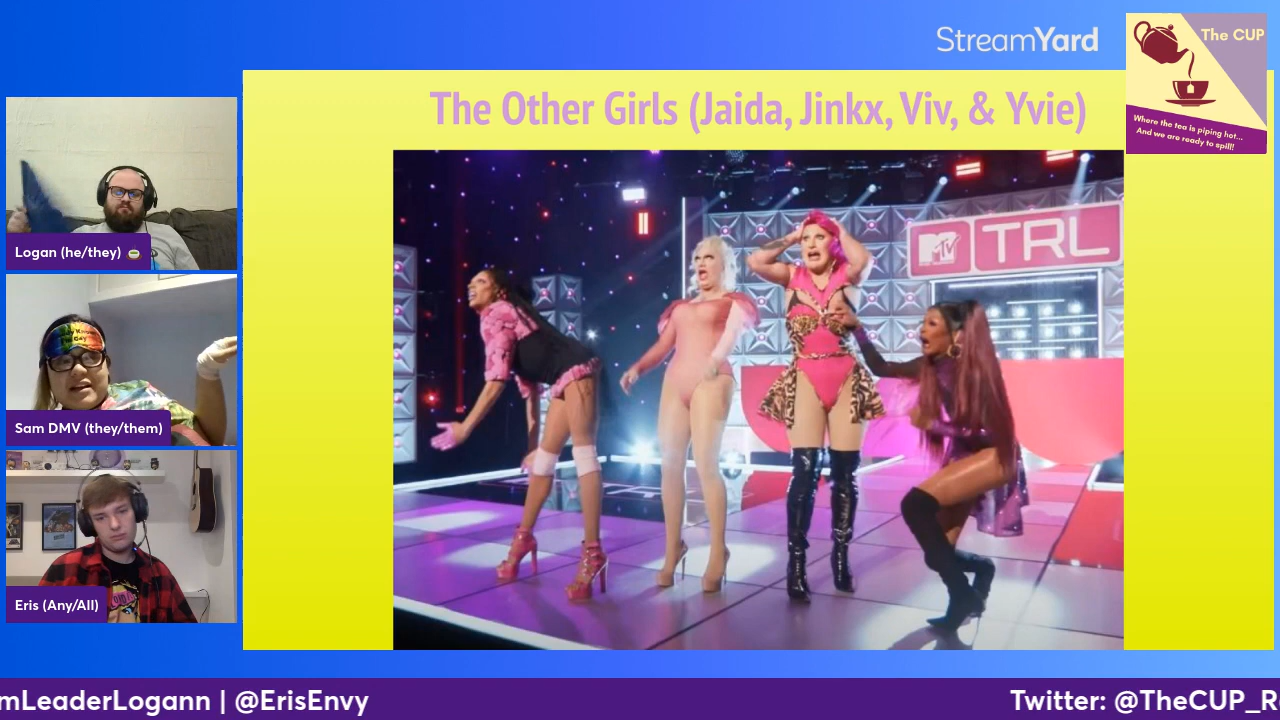 StreamYard
The CUP
Where the tea is piping hot...
And we are ready to spill!
The Other Girls (Jaida, Jinkx, Viv, & Yvie)
MTV TRL
Logan (he/they)
Sam DMV (they/them)
Eris (Any/All)
mLeaderLogann | @ErisEnvy
Twitter: @TheCUP_R